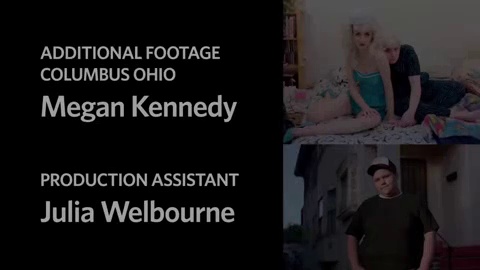 ADDITIONAL FOOTAGE
COLUMBUS OHIO
Megan Kennedy
PRODUCTION ASSISTANT
Julia Welbourne